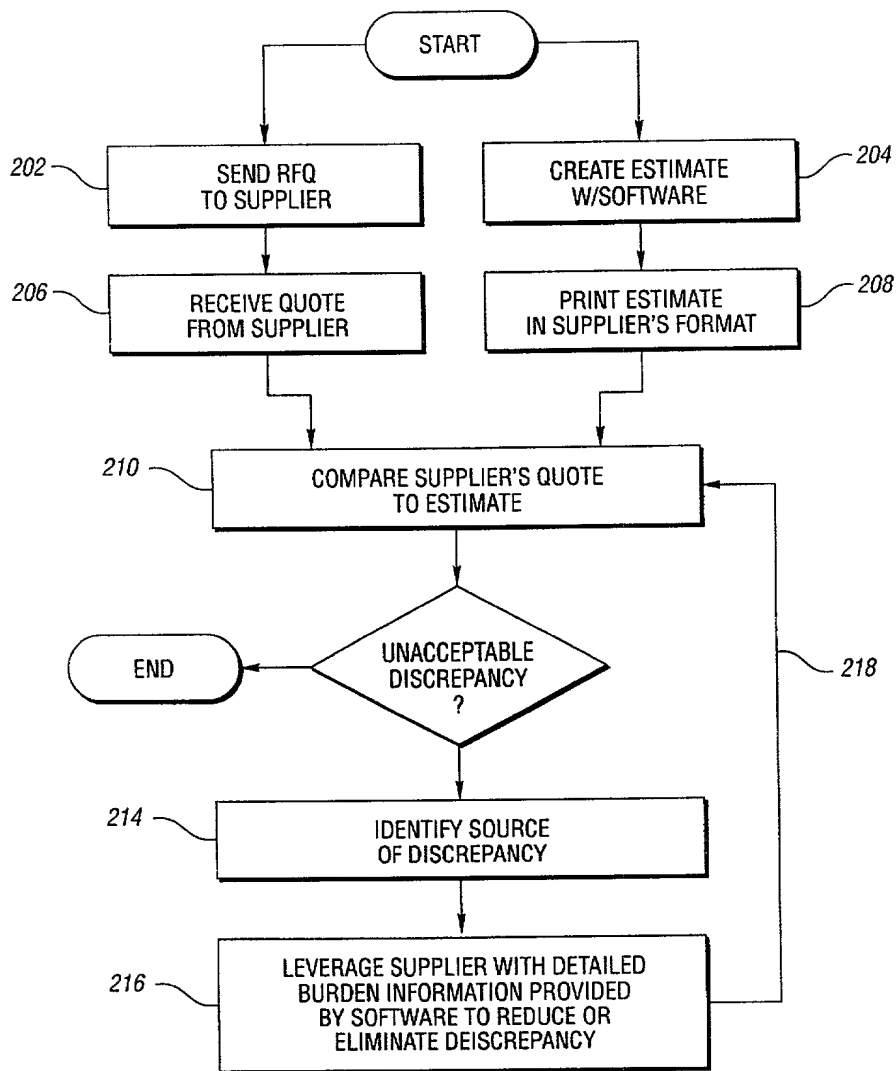 START
202
SEND RFQ
TO SUPPLIER
CREATE ESTIMATE
W/SOFTWARE
204
206
RECEIVE QUOTE
FROM SUPPLIER
PRINT ESTIMATE
IN SUPPLIER'S FORMAT
208
210
COMPARE SUPPLIER'S QUOTE
TO ESTIMATE
END
UNACCEPTABLE
DISCREPANCY
?
218
214
IDENTIFY SOURCE
OF DISCREPANCY
216
LEVERAGE SUPPLIER WITH DETAILED
BURDEN INFORMATION PROVIDED
BY SOFTWARE TO REDUCE OR
ELIMINATE DEISCREPANCY